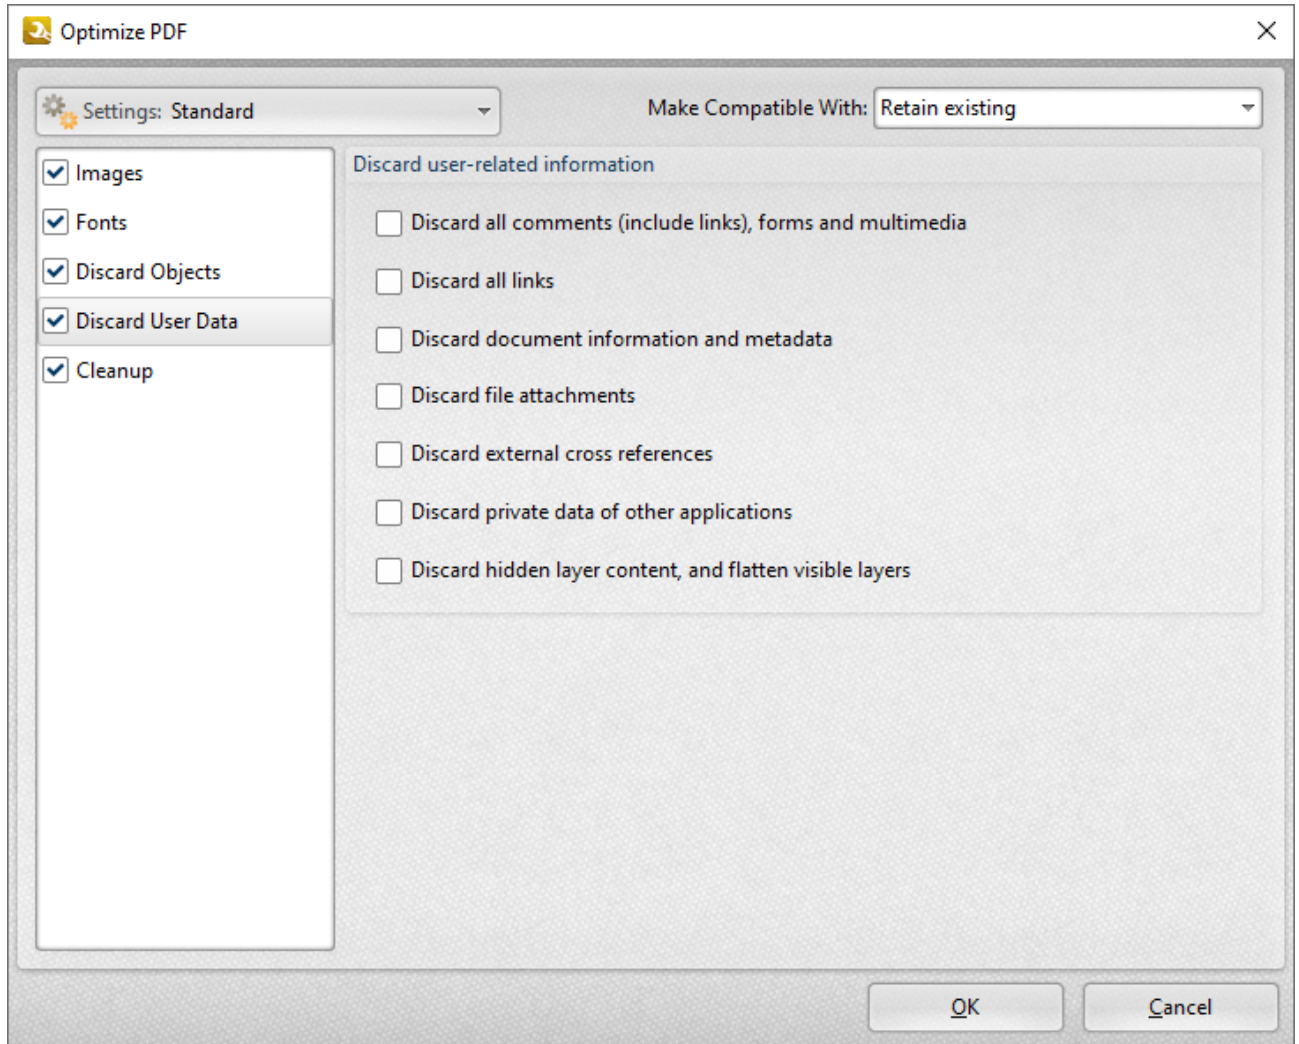 Optimize PDF
Settings: Standard
Make Compatible With: Retain existing
Images
Fonts
Discard Objects
Discard User Data
Cleanup
Discard user-related information
Discard all comments (include links), forms and multimedia
Discard all links
Discard document information and metadata
Discard file attachments
Discard external cross references
Discard private data of other applications
Discard hidden layer content, and flatten visible layers
OK
Cancel